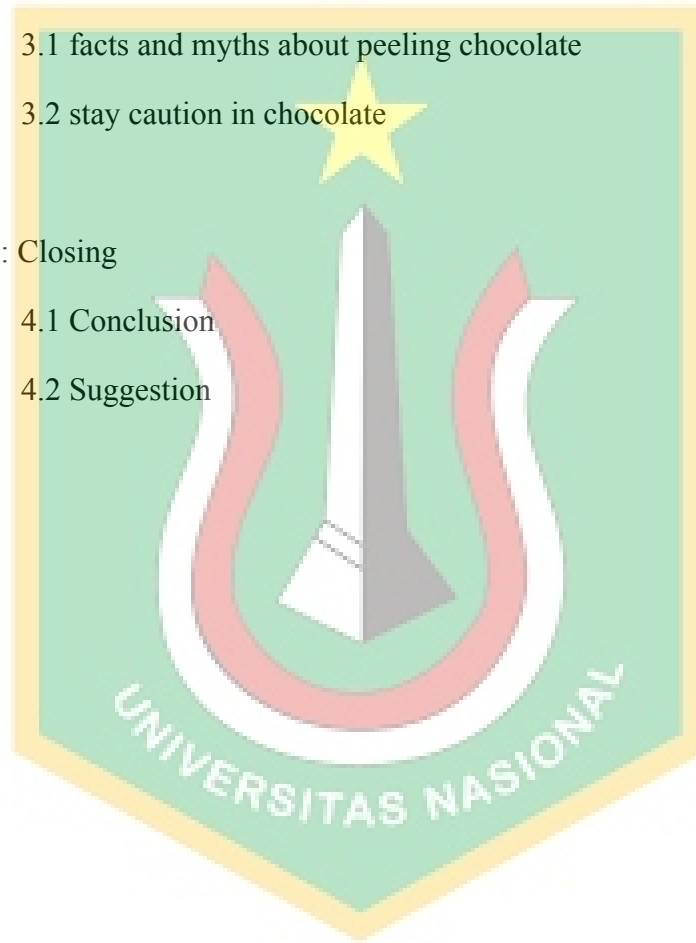 3.1 facts and myths about peeling chocolate
3.2 stay caution in chocolate
: Closing
4.1 Conclusion
4.2 Suggestion
UNIVERSITAS NASIONAL